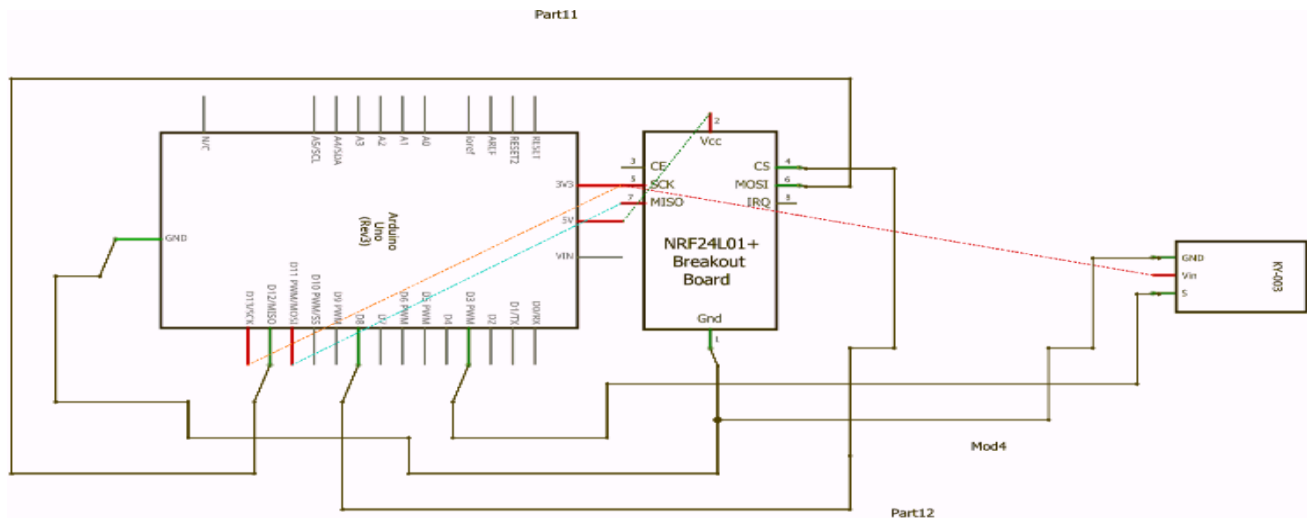 Part11
N/C
A5/SCL
A4/SDA
A3
A2
A1
A0
ioref
AREF
RESET2
RESET
3V3
5V
VIN
GND
Arduino
Uno
(Rev3)
D13/SCK
D12/MISO
D11 PWM/MOSI
D10 PWM/SS
D9 PWM
D8
D7
D6 PWM
D5 PWM
D4
D3 PWM
D2
D1/TX
D0/RX
2
Vcc
3
CE
5
SCK
7
MISO
CS
4
MOSI
6
IRQ
8
NRF24L01+
Breakout
Board
Gnd
1
GND
Vin
S
KY-003
Mod4
Part12